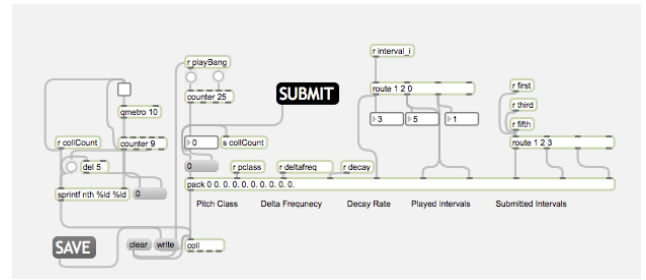 r interval_i
r playBang
r first
qmetro 10
counter 25
SUBMIT
route 1 2 0
r third
r fifth
3
5
1
r collCount
counter 9
0
s collCount
route 1 2 3
del 5
0
r pclass
r deltafreq
r decay
sprintf nth %ld %ld
0
pack 0 0. 0. 0. 0. 0. 0. 0. 0. 0.
Pitch Class
Delta Frequnecy
Decay Rate
Played Intervals
Submitted Intervals
SAVE
clear
write
coll